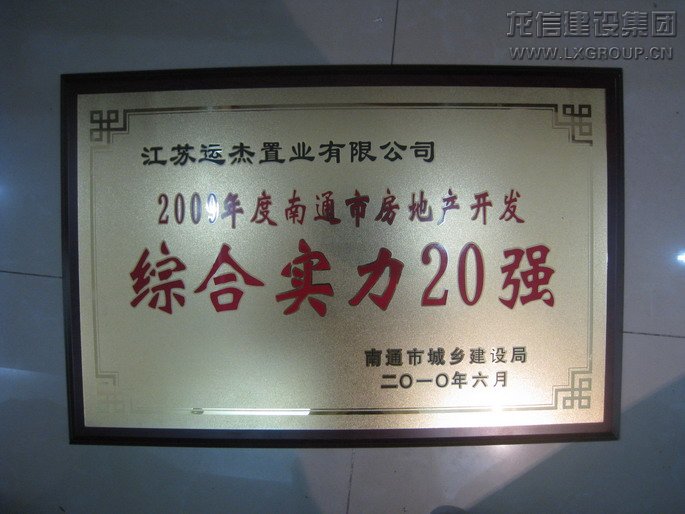 龙信建设集团
WWW.LXGROUP.CN
江苏运杰置业有限公司
2009年度南通市房地产开发
综合实力20强
南通市城乡建设局
二〇一〇年六月